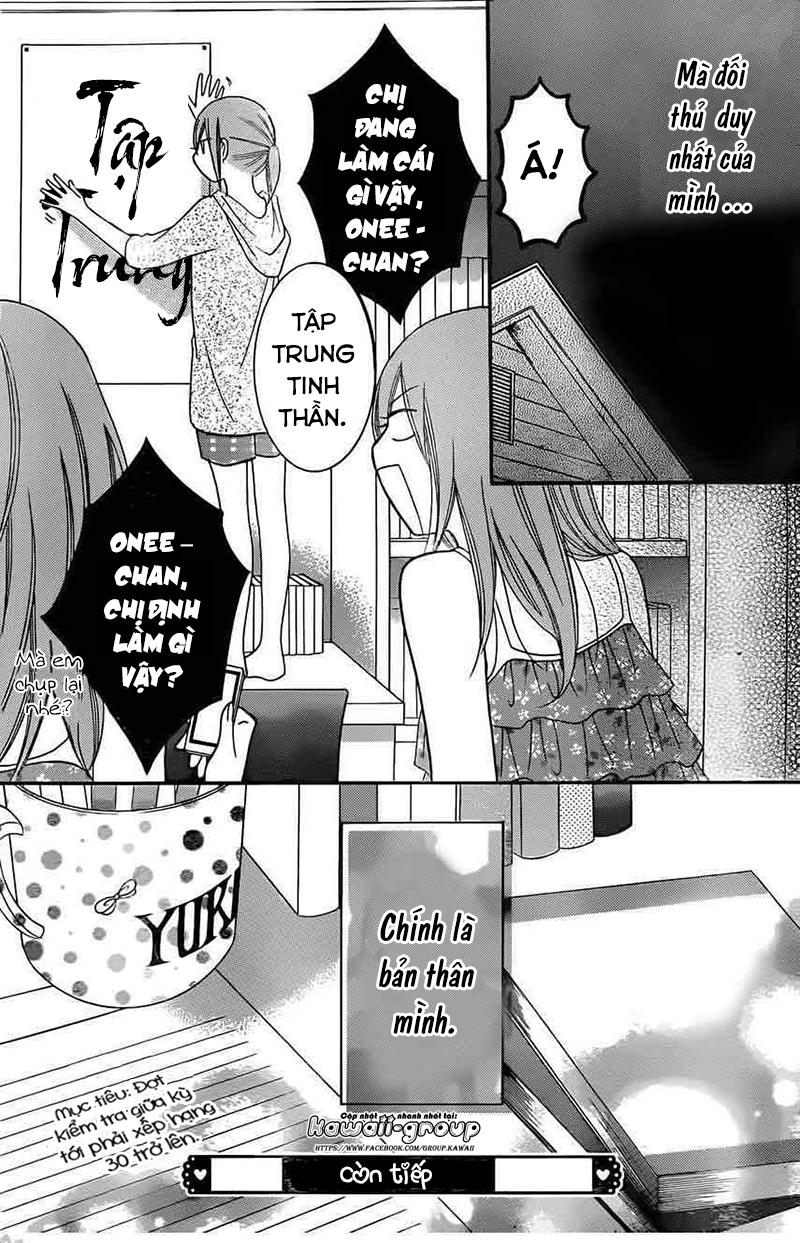 Mà đối
thủ duy
nhất của
mình ...
Á!
CHỊ
ĐANG
LÀM CÁI
GÌ VẬY,
ONEE -
CHAN?
Tập
Trung
TẬP
TRUNG
TINH
THẦN.
ONEE -
CHAN,
CHỊ ĐỊNH
LÀM GÌ
VẬY?
Mà em
chụp lại
nhé?
YUKI
Chính là
bản thân
mình.
Mục tiêu: Đợt
kiểm tra giữa kỳ
tới phải xếp hạng
30 trở lên.
Cập nhật nhanh nhất tại:
kawaii-group
HTTPS://WWW.FACEBOOK.COM/GROUP.KAWAII
còn tiếp